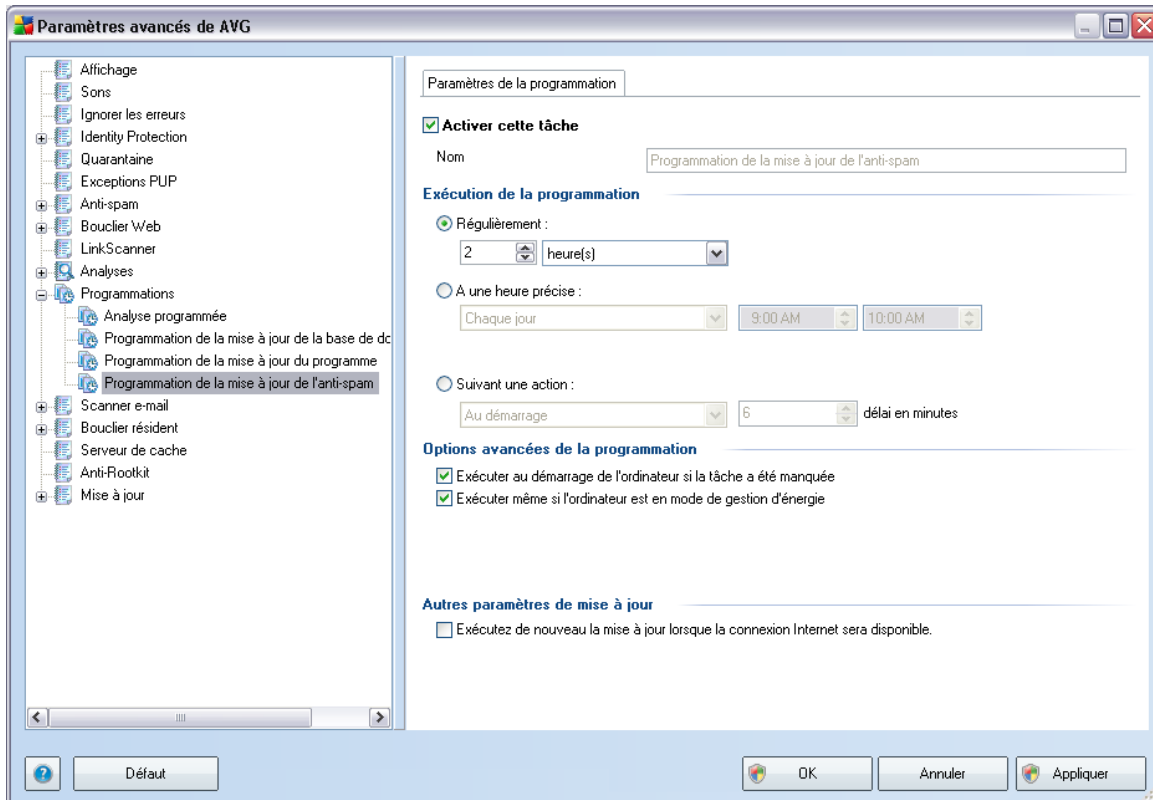 Paramètres avancés de AVG
Affichage
Sons
Ignorer les erreurs
Identity Protection
Quarantaine
Exceptions PUP
Anti-spam
Bouclier Web
LinkScanner
Analyses
Programmations
Analyse programmée
Programmation de la mise à jour de la base de dc
Programmation de la mise à jour du programme
Programmation de la mise à jour de l'anti-spam
Scanner e-mail
Bouclier résident
Serveur de cache
Anti-Rootkit
Mise à jour
Paramètres de la programmation
Activer cette tâche
Nom Programmation de la mise à jour de l'anti-spam
Exécution de la programmation
Régulièrement :
2 heure(s)
A une heure précise :
Chaque jour 9:00 AM 10:00 AM
Suivant une action :
Au démarrage 6 délai en minutes
Options avancées de la programmation
Exécuter au démarrage de l'ordinateur si la tâche a été manquée
Exécuter même si l'ordinateur est en mode de gestion d'énergie
Autres paramètres de mise à jour
Exécutez de nouveau la mise à jour lorsque la connexion Internet sera disponible.
? Défaut OK Annuler Appliquer